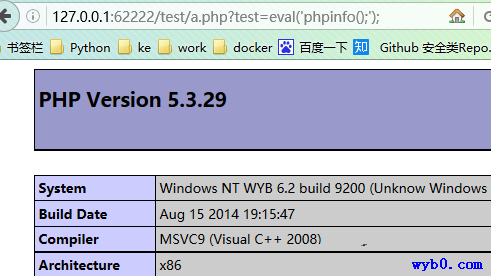 127.0.0.1:62222/test/a.php?test=eval('phpinfo();');
书签栏 Python ke work docker 百度一下 知 Github 安全类Repo.
PHP Version 5.3.29
System Windows NT WYB 6.2 build 9200 (Unknow Windows
Build Date Aug 15 2014 19:15:47
Compiler MSVC9 (Visual C++ 2008)
Architecture x86
wyb0.com